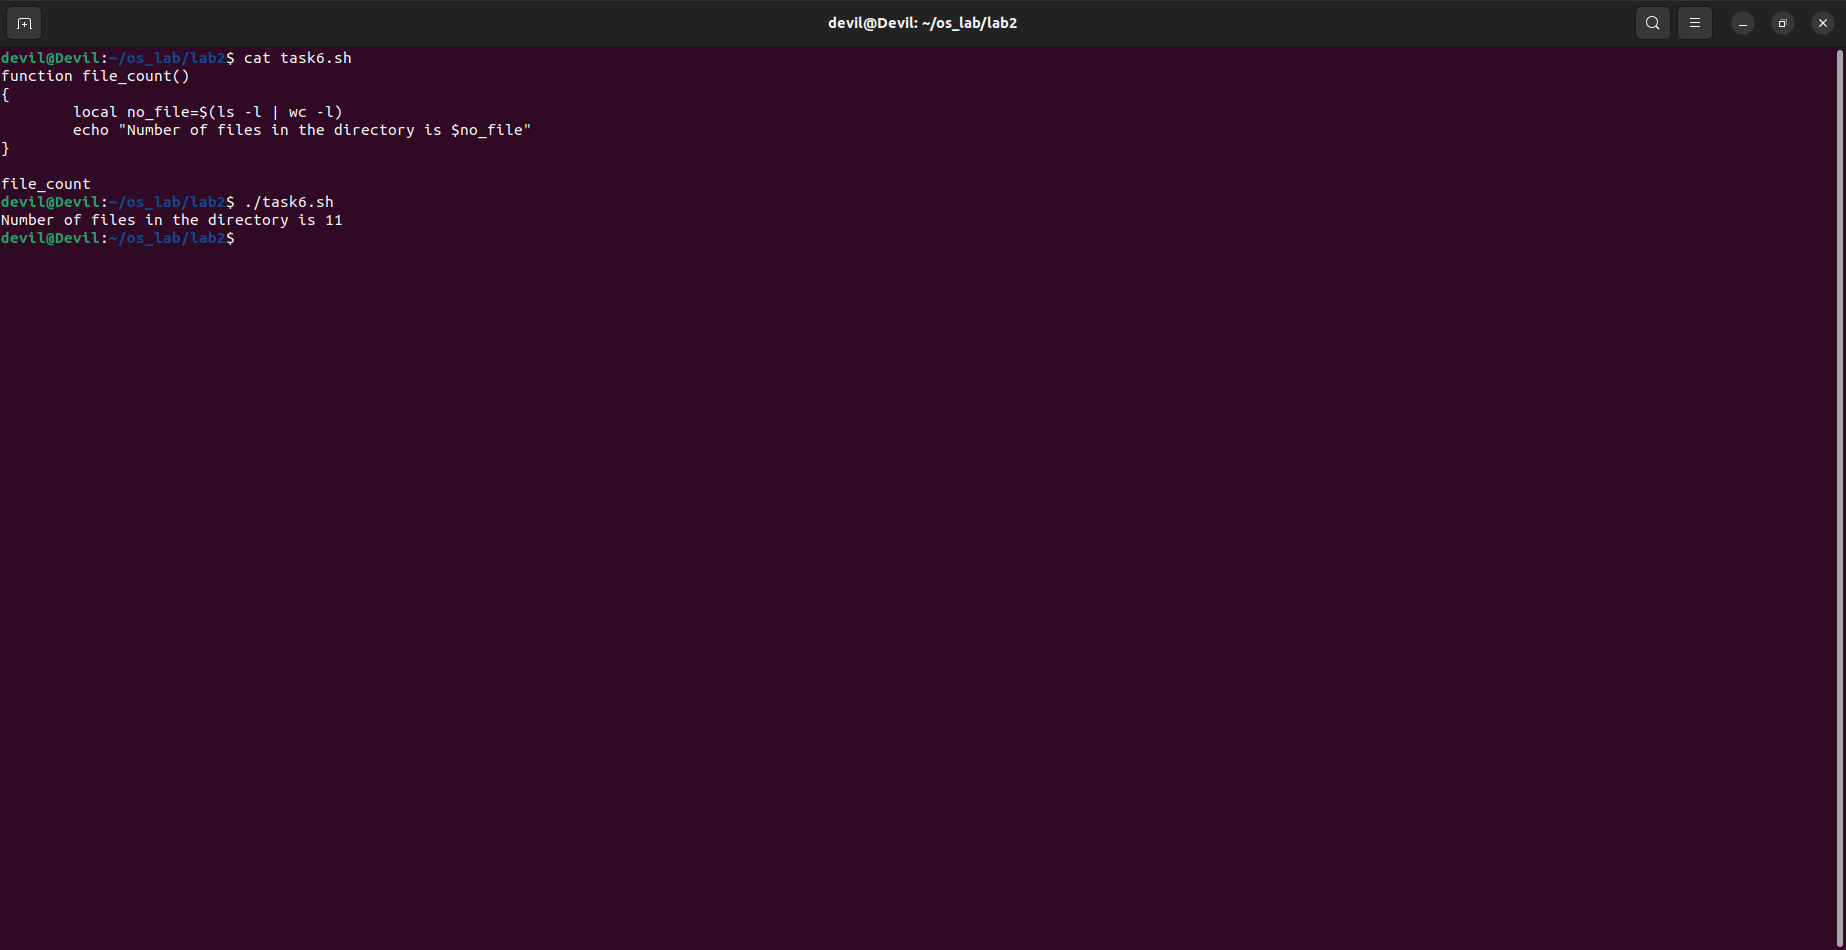 devil@Devil: ~/os_lab/lab2
devil@Devil:~/os_lab/lab2$ cat task6.sh
function file_count()
{
        local no_file=$(ls -l | wc -l)
        echo "Number of files in the directory is $no_file"
}

file_count
devil@Devil:~/os_lab/lab2$ ./task6.sh
Number of files in the directory is 11
devil@Devil:~/os_lab/lab2$